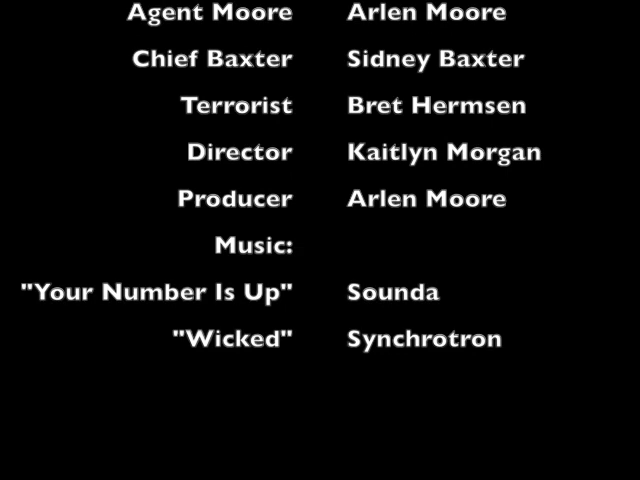 Agent Moore Arlen Moore
Chief Baxter Sidney Baxter
Terrorist Bret Hermsen
Director Kaitlyn Morgan
Producer Arlen Moore
Music:
"Your Number Is Up" Sounda
"Wicked" Synchrotron